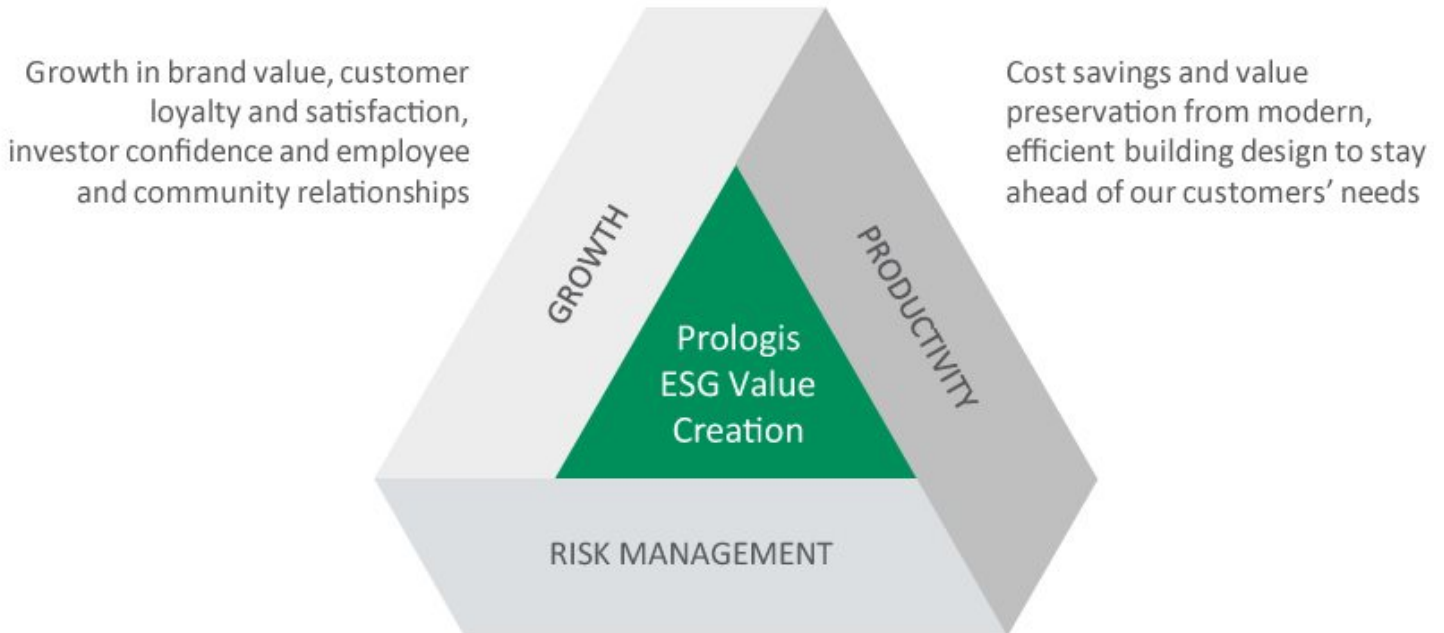 Growth in brand value, customer
loyalty and satisfaction,
investor confidence and employee
and community relationships
Cost savings and value
preservation from modern,
efficient building design to stay
ahead of our customers’ needs
GROWTH
PRODUCTIVITY
Prologis
ESG Value
Creation
RISK MANAGEMENT